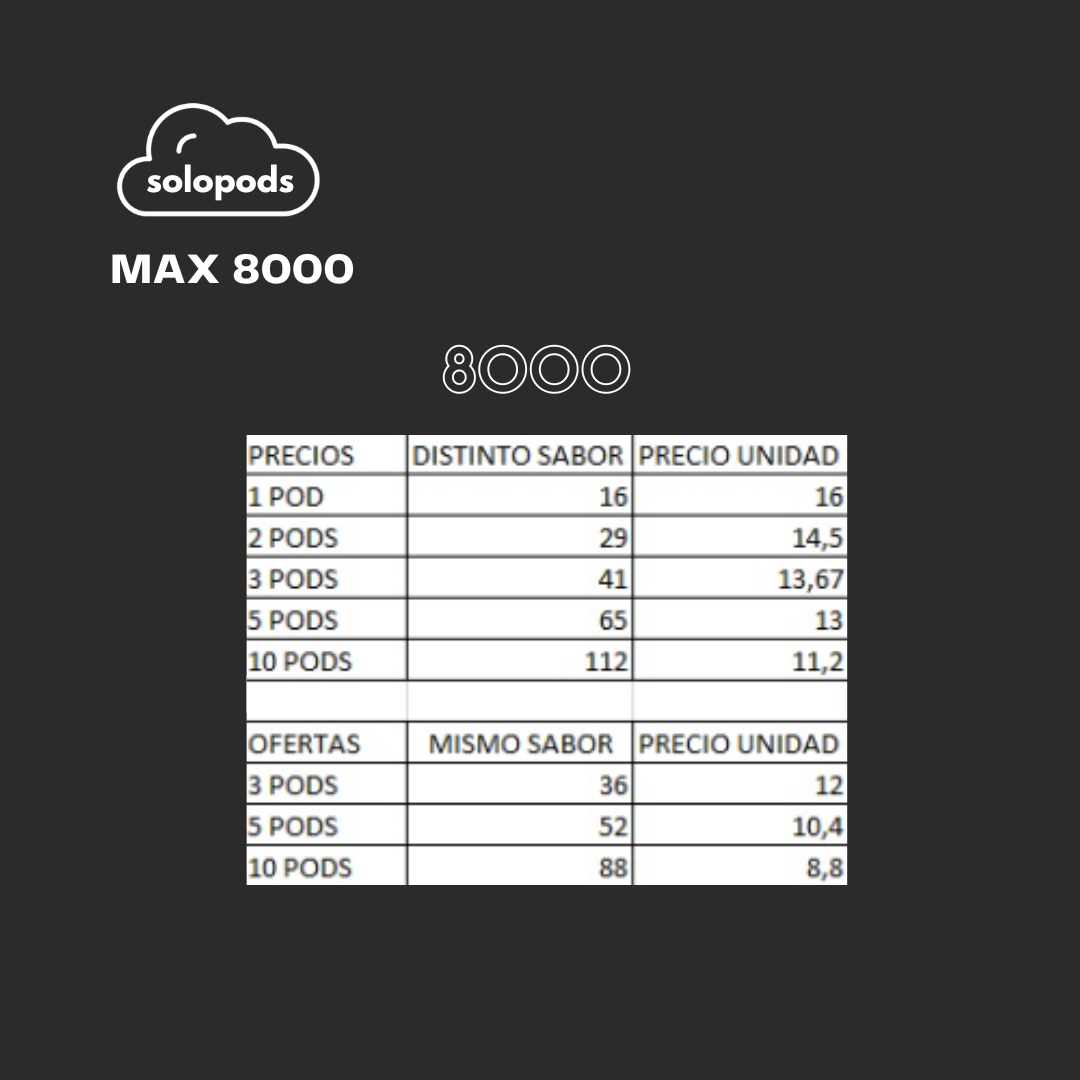 solopods
MAX 8000
8000
PRECIOS DISTINTO SABOR PRECIO UNIDAD
1 POD 16 16
2 PODS 29 14,5
3 PODS 41 13,67
5 PODS 65 13
10 PODS 112 11,2
OFERTAS MISMO SABOR PRECIO UNIDAD
3 PODS 36 12
5 PODS 52 10,4
10 PODS 88 8,8